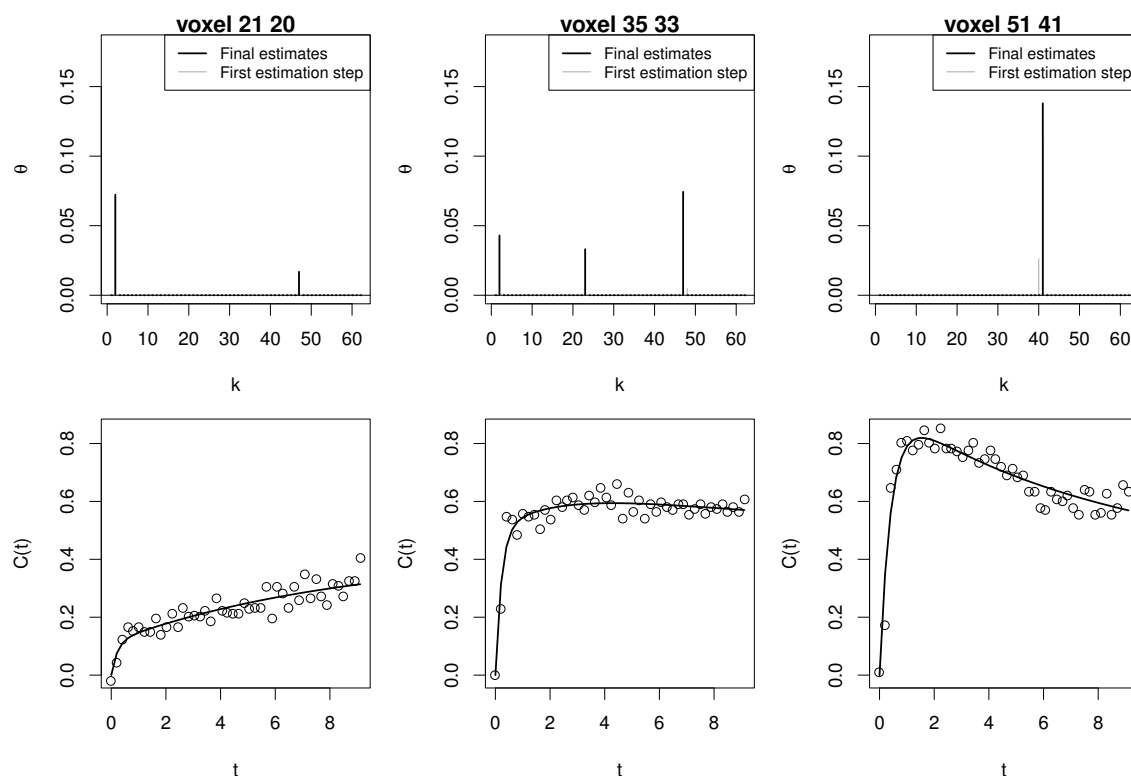 voxel 21 20
Final estimates
First estimation step
θ
0.00 0.05 0.10 0.15
0 10 20 30 40 50 60
k
voxel 35 33
Final estimates
First estimation step
θ
0.00 0.05 0.10 0.15
0 10 20 30 40 50 60
k
voxel 51 41
Final estimates
First estimation step
θ
0.00 0.05 0.10 0.15
0 10 20 30 40 50 60
k
C(t)
0.0 0.2 0.4 0.6 0.8
0 2 4 6 8
t
C(t)
0.0 0.2 0.4 0.6 0.8
0 2 4 6 8
t
C(t)
0.0 0.2 0.4 0.6 0.8
0 2 4 6 8
t